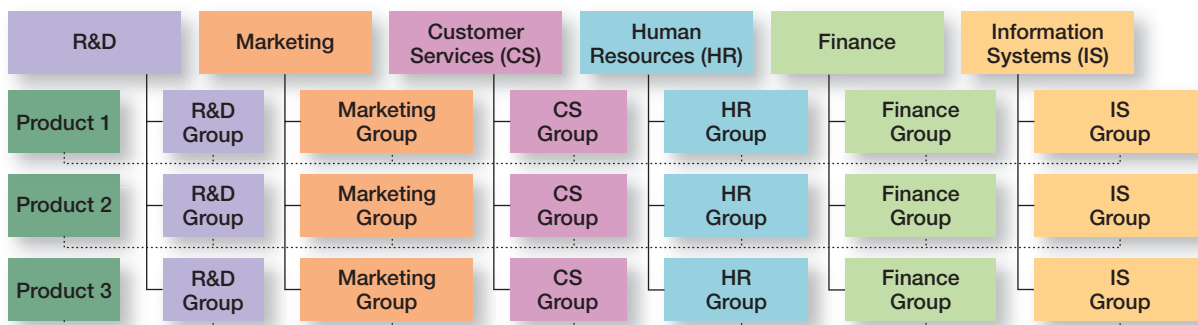 R&D
Marketing
Customer
Services (CS)
Human
Resources (HR)
Finance
Information
Systems (IS)
Product 1
R&D
Group
Marketing
Group
CS
Group
HR
Group
Finance
Group
IS
Group
Product 2
R&D
Group
Marketing
Group
CS
Group
HR
Group
Finance
Group
IS
Group
Product 3
R&D
Group
Marketing
Group
CS
Group
HR
Group
Finance
Group
IS
Group